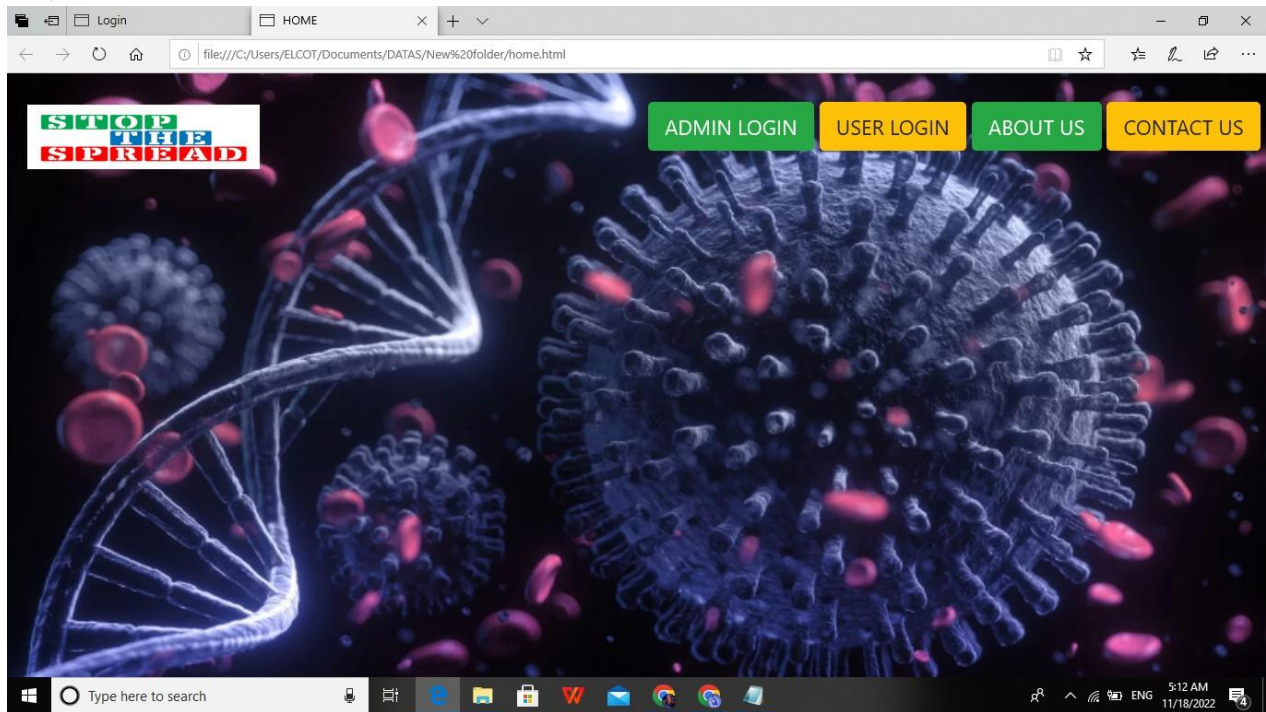 Login
HOME
file:///C:/Users/ELCOT/Documents/DATAS/New%20folder/home.html
STOP
THE
SPREAD
ADMIN LOGIN
USER LOGIN
ABOUT US
CONTACT US
Type here to search
ENG
5:12 AM
11/18/2022
4